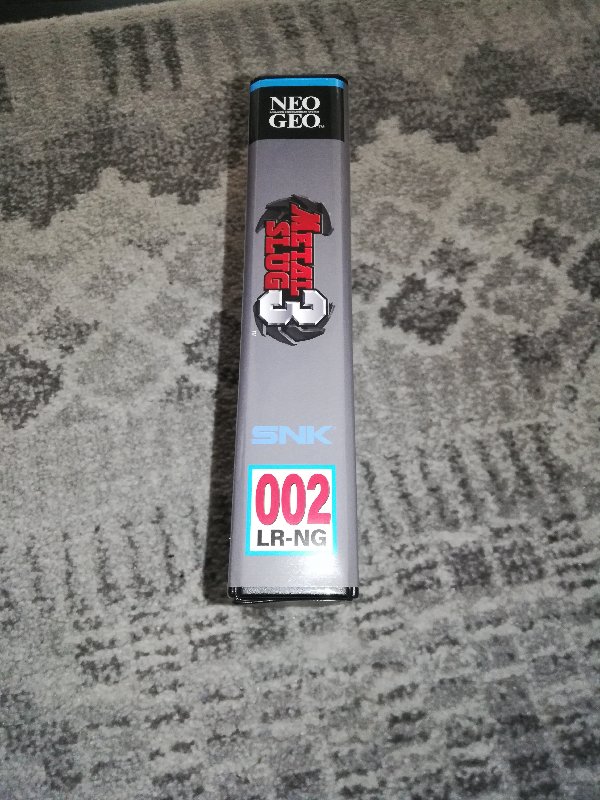 NEO
GEO
METAL
SLUG
3
SNK
002
LR-NG